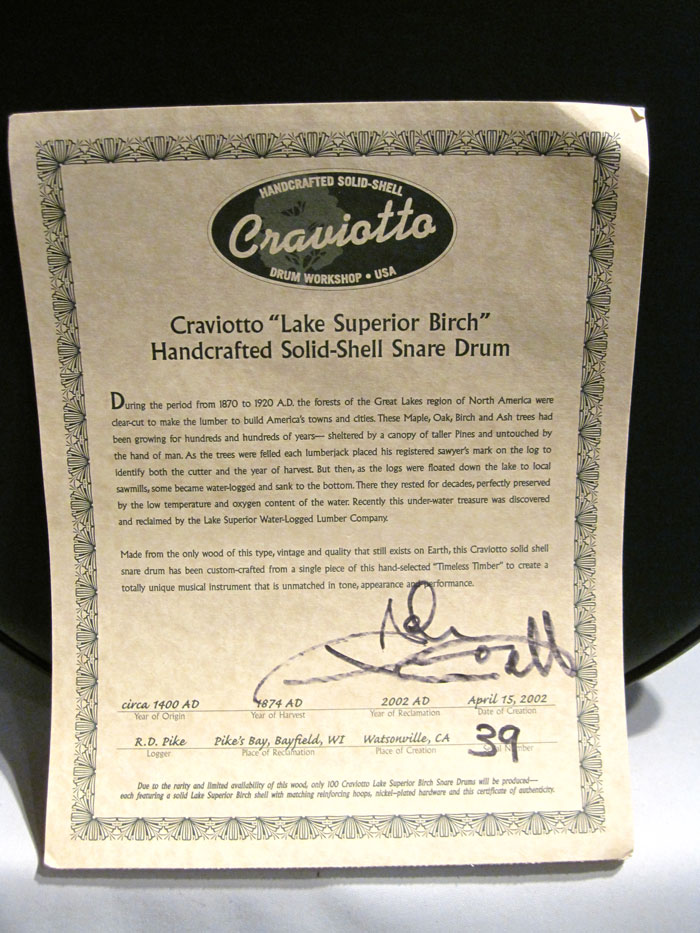 HANDCRAFTED SOLID-SHELL
Craviotto
DRUM WORKSHOP • USA
Craviotto "Lake Superior Birch"
Handcrafted Solid-Shell Snare Drum
During the period from 1870 to 1920 A.D. the forests of the Great Lakes region of North America were
clear-cut to make the lumber to build America's towns and cities. These Maple, Oak, Birch and Ash trees had
been growing for hundreds and hundreds of years— sheltered by a canopy of taller Pines and untouched by
the hand of man. As the trees were felled each lumberjack placed his registered sawyer's mark on the log to
identify both the cutter and the year of harvest. But then, as the logs were floated down the lake to local
sawmills, some became water-logged and sank to the bottom. There they rested for decades, perfectly preserved
by the low temperature and oxygen content of the water. Recently this under-water treasure was discovered
and reclaimed by the Lake Superior Water-Logged Lumber Company.
Made from the only wood of this type, vintage and quality that still exists on Earth, this Craviotto solid shell
snare drum has been custom-crafted from a single piece of this hand-selected "Timeless Timber" to create a
totally unique musical instrument that is unmatched in tone, appearance and performance.
circa 1400 AD 1874 AD 2002 AD April 15, 2002
Year of Origin Year of Harvest Year of Reclamation Date of Creation
R.D. Pike Pike's Bay, Bayfield, WI Watsonville, CA 39
Logger Place of Reclamation Place of Creation Serial Number
Due to the rarity and limited availability of this wood, only 100 Craviotto Lake Superior Birch Snare Drums will be produced—
each featuring a solid Lake Superior Birch shell with matching reinforcing hoops, nickel-plated hardware and this certificate of authenticity.